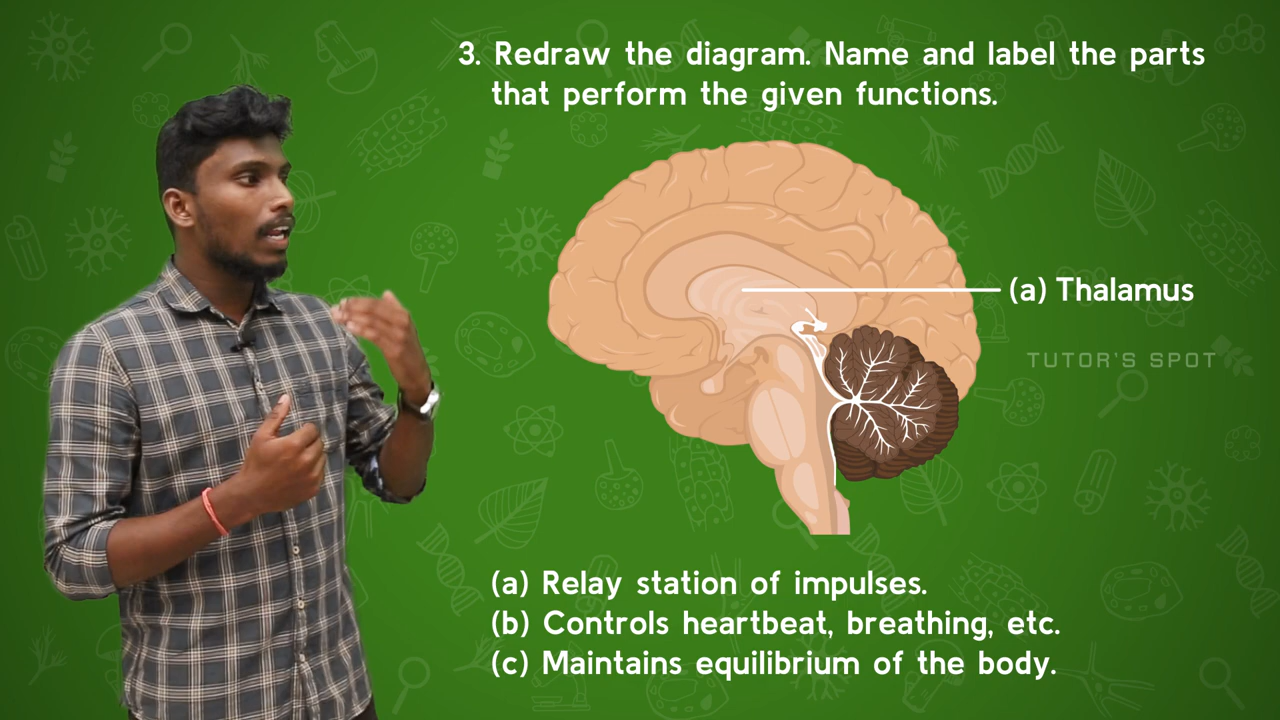 3. Redraw the diagram. Name and label the parts
that perform the given functions.
(a) Thalamus
TUTOR'S SPOT
(a) Relay station of impulses.
(b) Controls heartbeat, breathing, etc.
(c) Maintains equilibrium of the body.